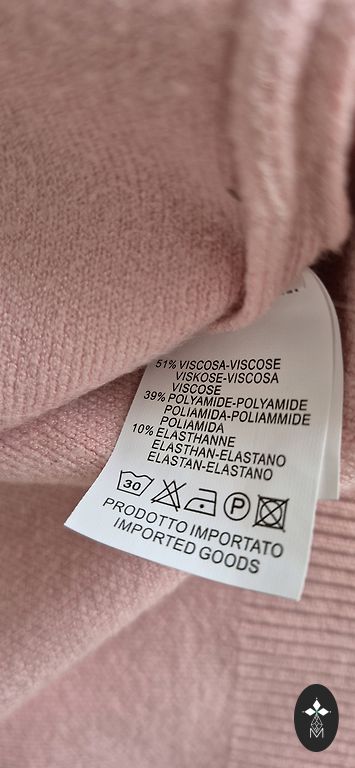 51% VISCOSA-VISCOSE
VISKOSE-VISCOSA
VISCOSE
39% POLYAMIDE-POLYAMIDE
POLIAMIDA-POLIAMMIDE
POLIAMIDA
10% ELASTHANNE
ELASTHAN-ELASTANO
ELASTAN-ELASTANO
30 P
PRODOTTO IMPORTATO
IMPORTED GOODS
M